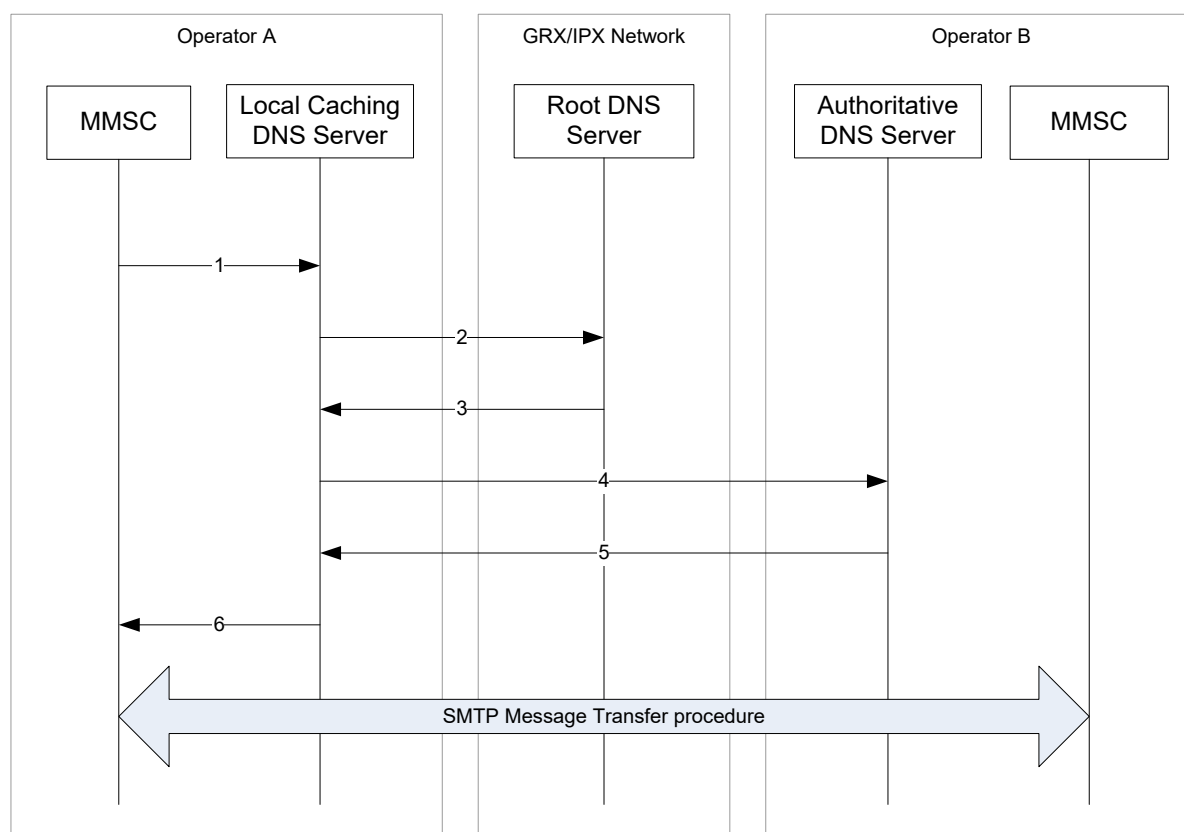 Operator A
GRX/IPX Network
Operator B
MMSC
Local Caching
DNS Server
Root DNS
Server
Authoritative
DNS Server
MMSC
1
2
3
4
5
6
SMTP Message Transfer procedure